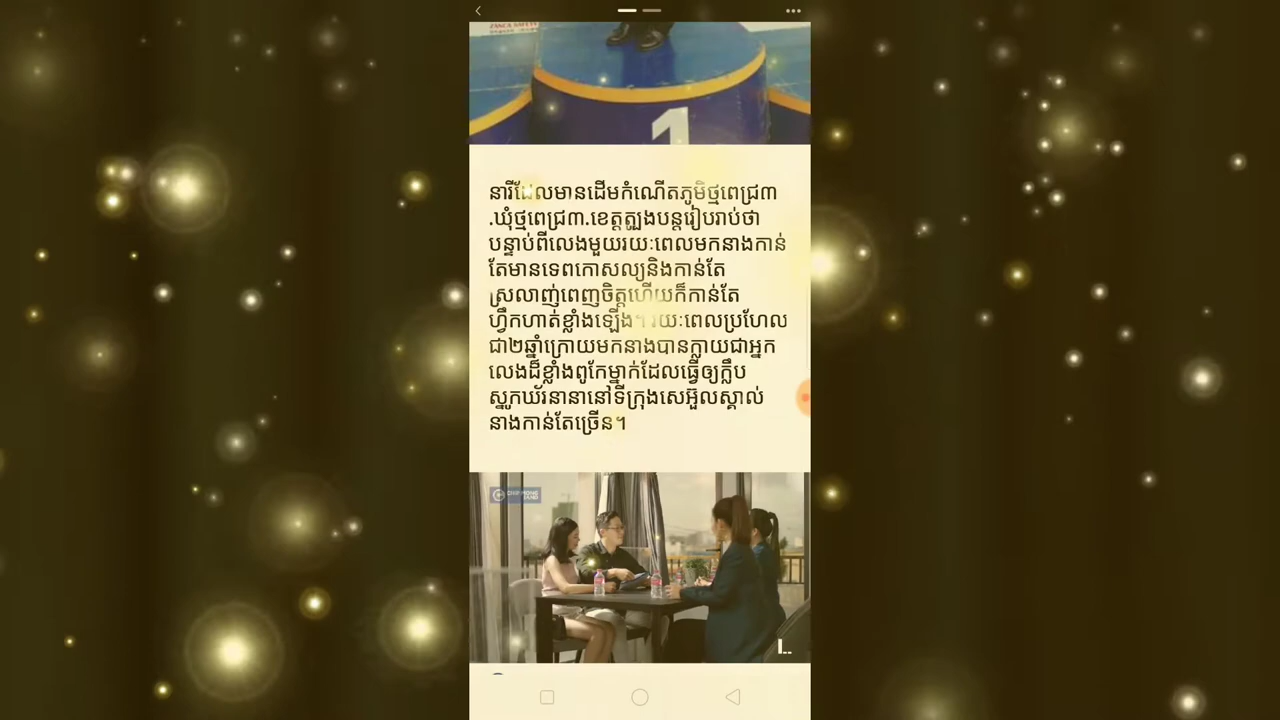 1
នារីដែលមានដើមកំណើតភូមិថ្មពេជ្រ៣
.ឃុំថ្មពេជ្រ៣.ខេត្តត្បូងបន្តរៀបរាប់ថា
បន្ទាប់ពីលេងមួយរយៈពេលមកនាងកាន់
តែមានទេពកោសល្យនិងកាន់តែ
ស្រលាញ់ពេញចិត្តហើយក៏កាន់តែ
ហ្វឹកហាត់ខ្លាំងឡើង។ រយៈពេលប្រហែល
ជា២ឆ្នាំក្រោយមកនាងបានក្លាយជាអ្នក
លេងដ៏ខ្លាំងពូកែម្នាក់ដែលធ្វើឲ្យក្លឹប
ស្នូកឃ័រនានានៅទីក្រុងសេអ៊ួលស្គាល់
នាងកាន់តែច្រើន។